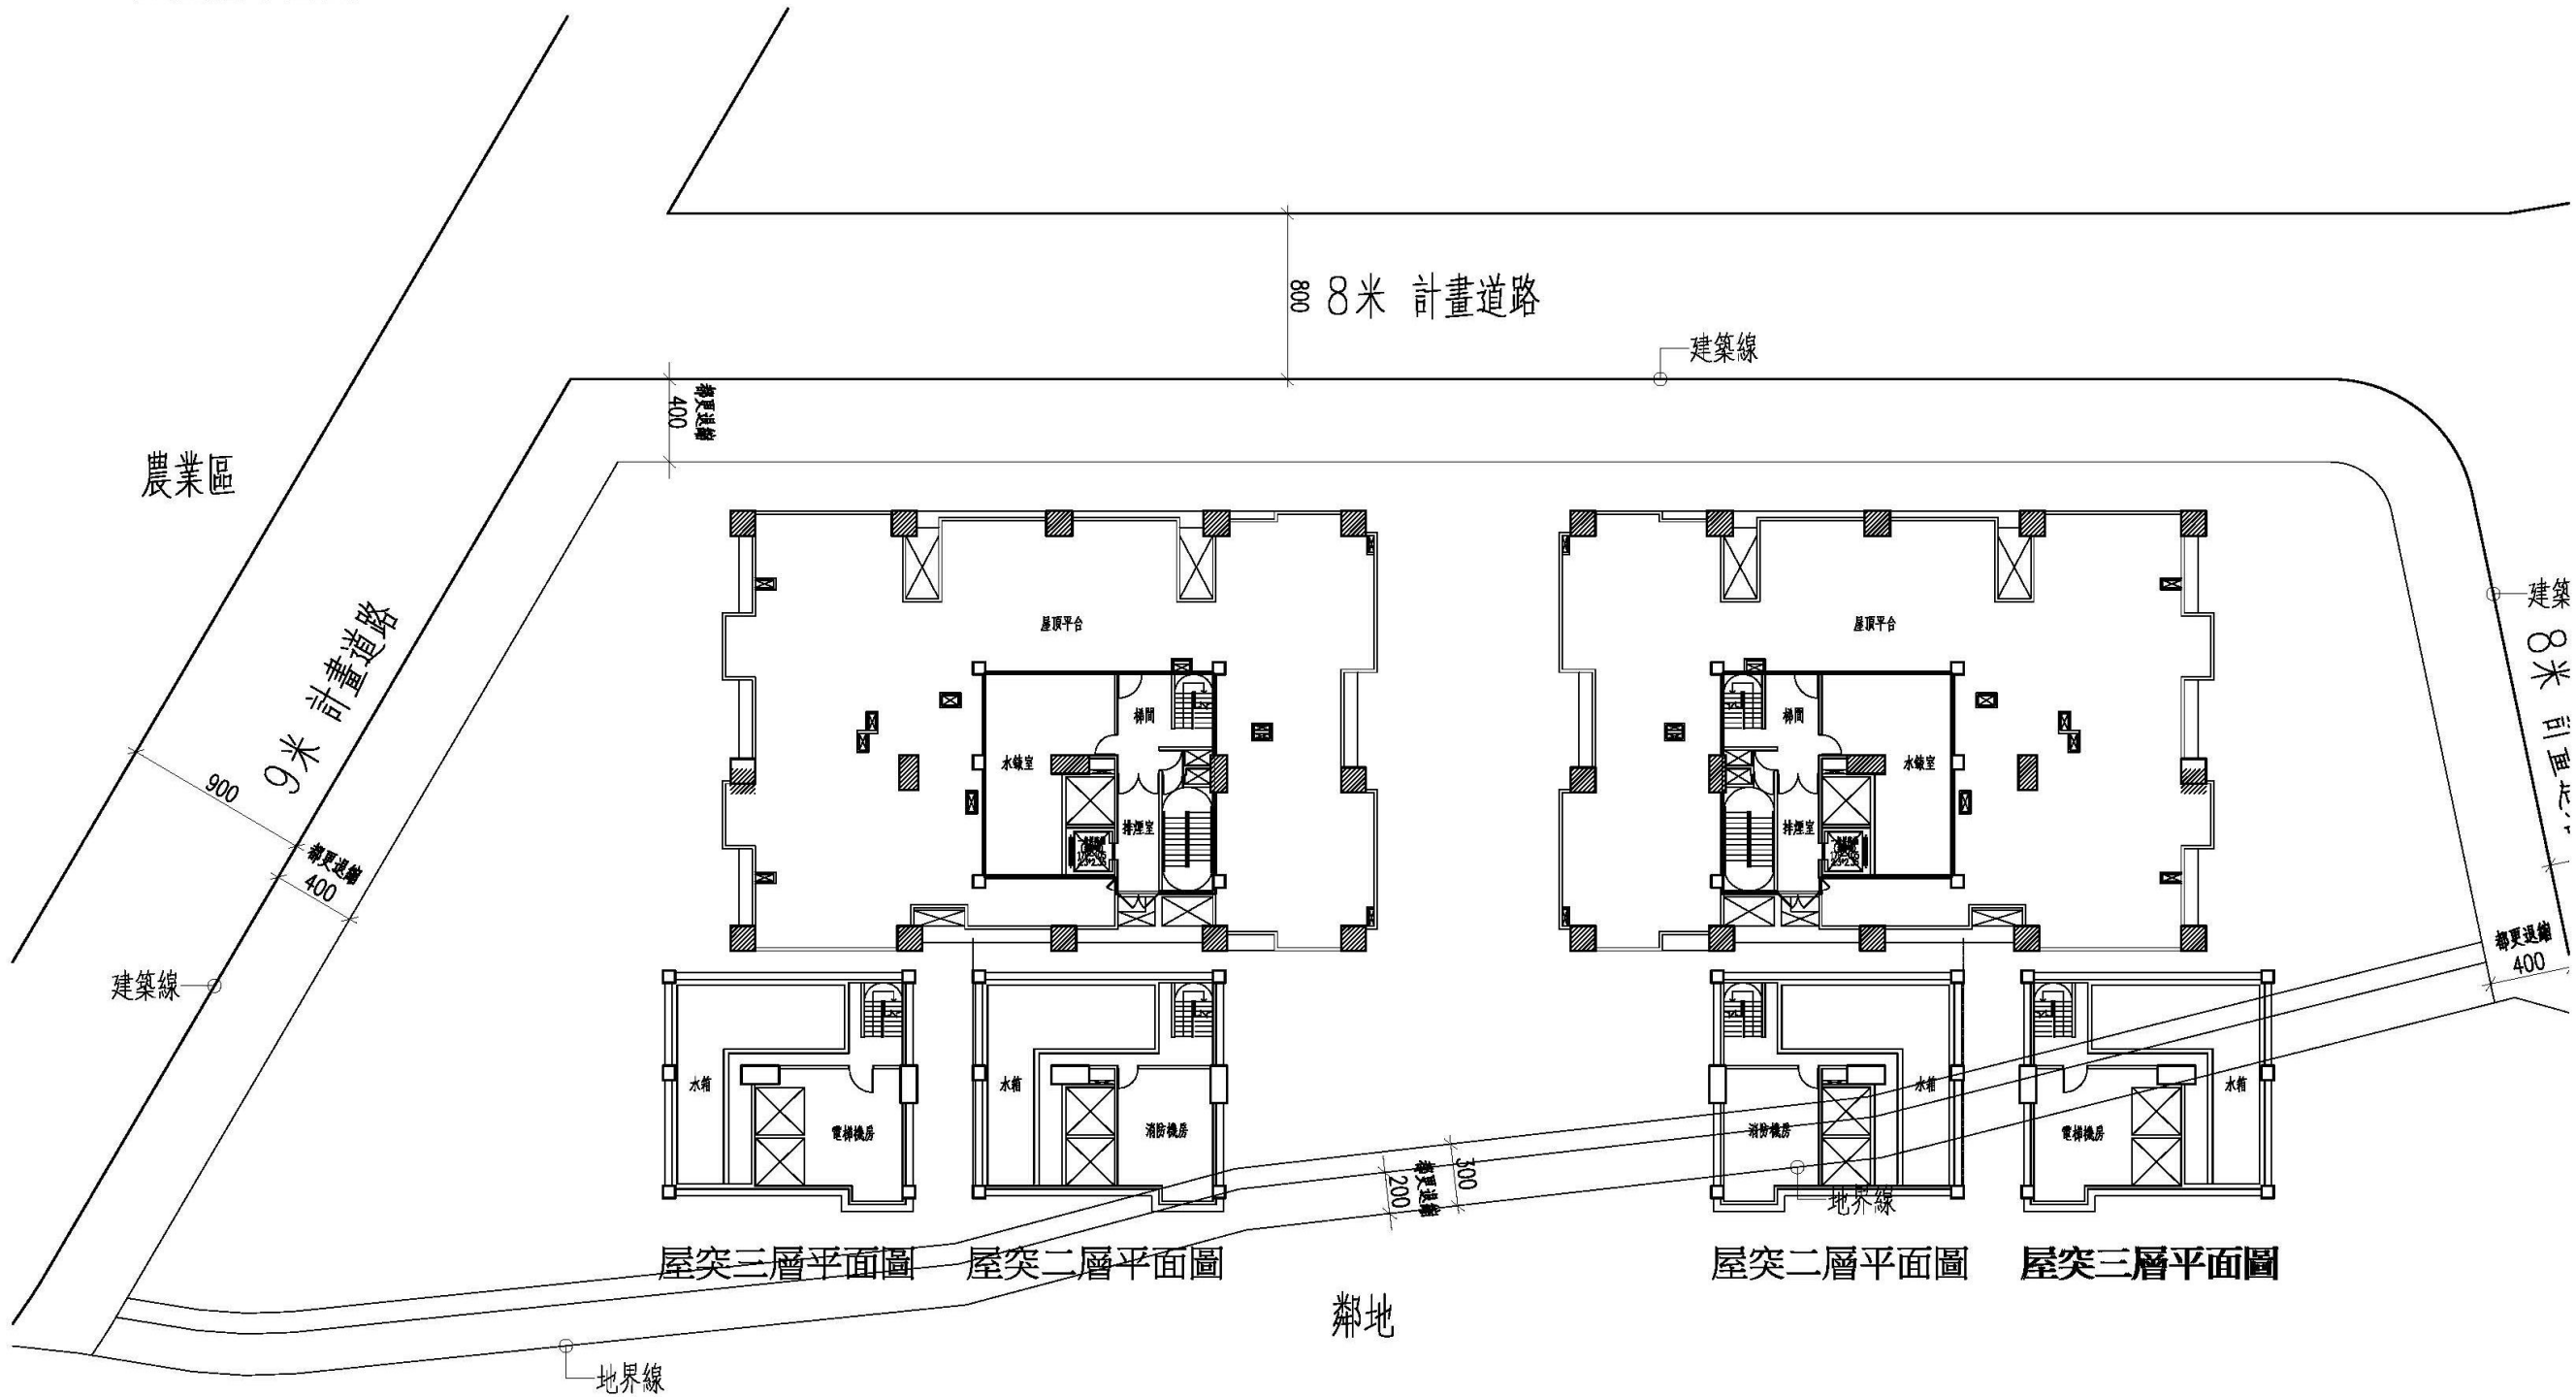 800
8米 計畫道路
建築線
400
都更退縮
農業區
建築
8米
9米 計畫道路
屋頂平台
屋頂平台
梯間
梯間
水錶室
水錶室
900
排煙室
排煙室
都更退縮
400
都更退縮
400
建築線
水箱
水箱
水箱
水箱
電梯機房
消防機房
消防機房
電梯機房
300
都更退縮
200
地界線
屋突三層平面圖
屋突二層平面圖
屋突二層平面圖
屋突三層平面圖
鄰地
地界線